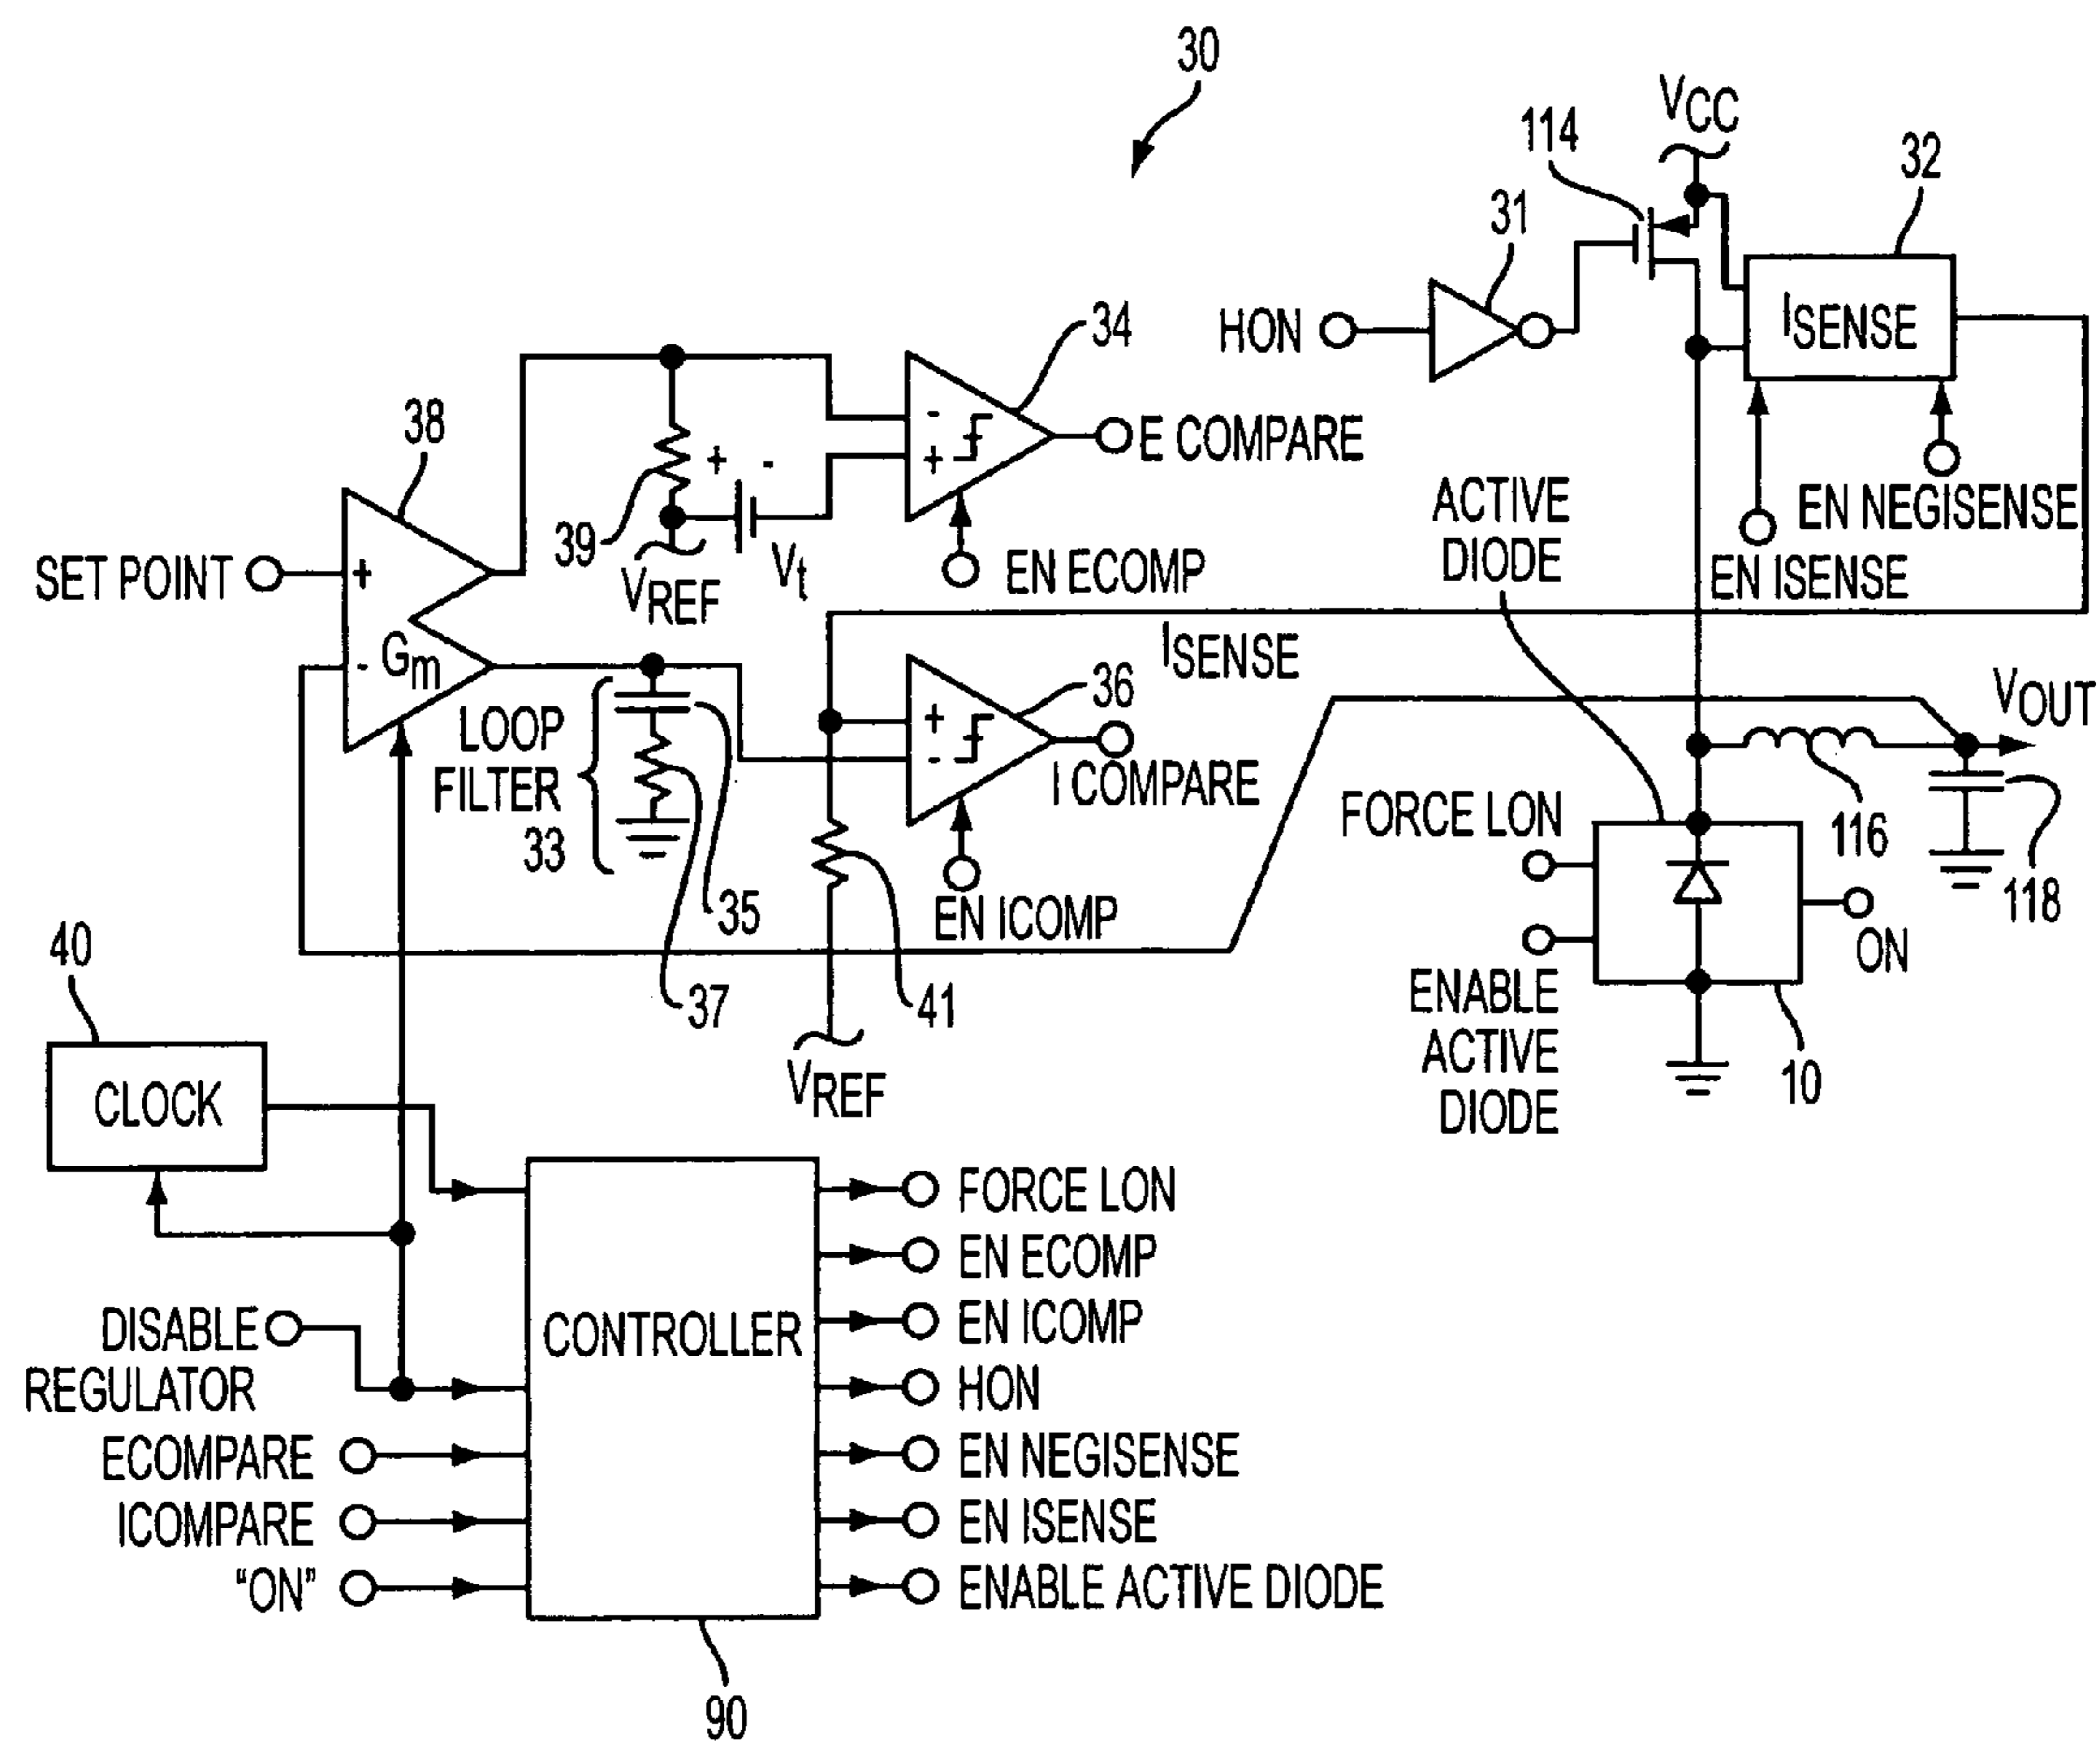 30
VCC
114
32
31
HON
ISENSE
34
38
E COMPARE
+ -
-
+
39
VREF
Vt
EN ECOMP
ACTIVE
DIODE
EN NEGISENSE
EN ISENSE
SET POINT
+
-
Gm
ISENSE
36
+
-
I COMPARE
LOOP
FILTER
33
35
37
41
EN ICOMP
VREF
VOUT
116
118
FORCE LON
ON
ENABLE
ACTIVE
DIODE
10
40
CLOCK
CONTROLLER
DISABLE
REGULATOR
ECOMPARE
ICOMPARE
“ON”
FORCE LON
EN ECOMP
EN ICOMP
HON
EN NEGISENSE
EN ISENSE
ENABLE ACTIVE DIODE
90